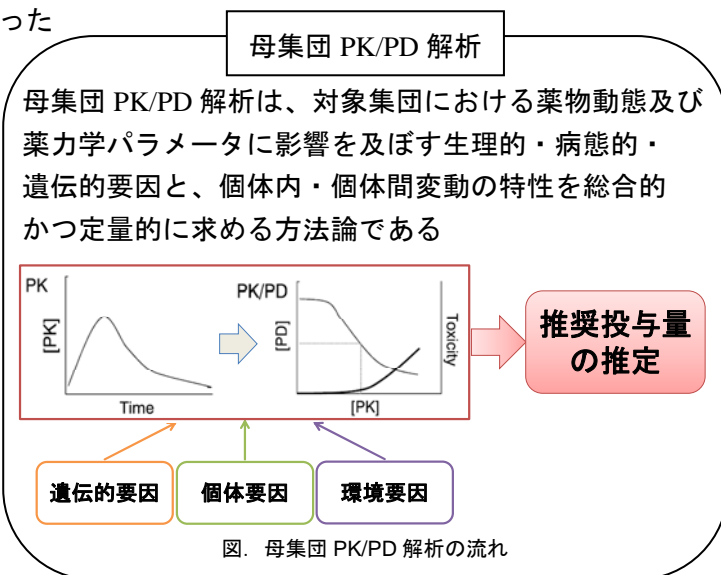 った
母集団 PK/PD 解析
母集団 PK/PD 解析は、対象集団における薬物動態及び
薬力学パラメータに影響を及ぼす生理的・病態的・
遺伝的要因と、個体内・個体間変動の特性を総合的
かつ定量的に求める方法論である
PK
[PK]
Time
PK/PD
[PD]
Toxicity
[PK]
推奨投与量
の推定
遺伝的要因
個体要因
環境要因
図. 母集団 PK/PD 解析の流れ